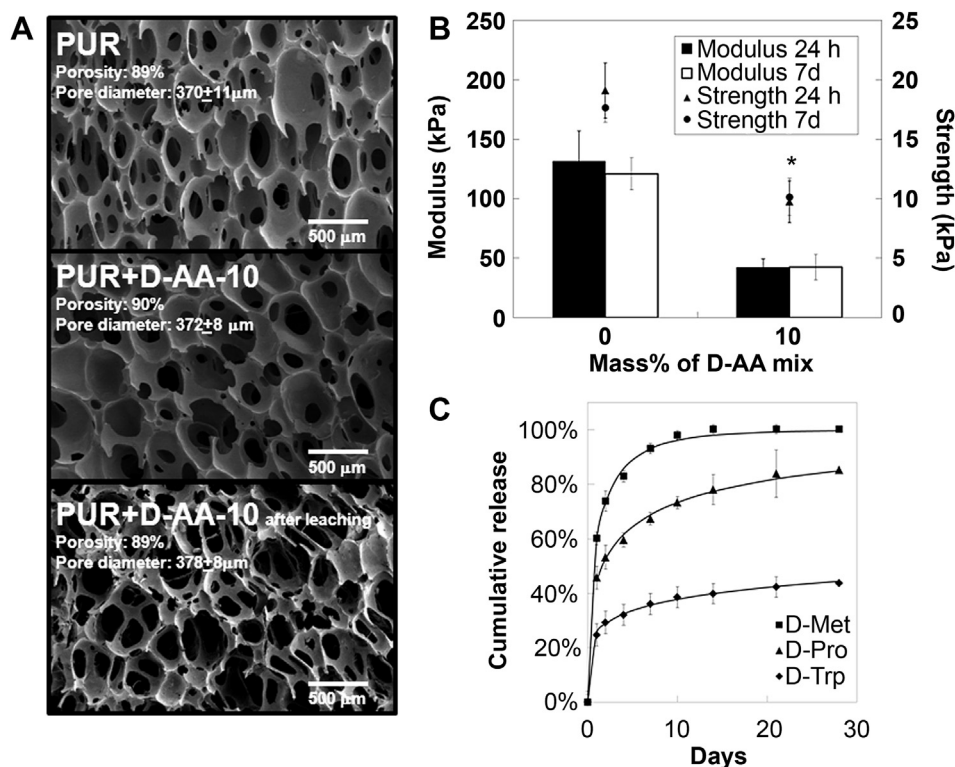 A
PUR
Porosity: 89%
Pore diameter: 370±11μm
500 μm
PUR+D-AA-10
Porosity: 90%
Pore diameter: 372±8 μm
500 μm
PUR+D-AA-10 after leaching
Porosity: 89%
Pore diameter: 378±8μm
500 μm
B
Modulus (kPa)
250
200
150
100
50
0
Modulus 24 h
Modulus 7d
Strength 24 h
Strength 7d
*
25
20
15
10
5
0
Strength (kPa)
0
10
Mass% of D-AA mix
C
Cumulative release
100%
80%
60%
40%
20%
0%
D-Met
D-Pro
D-Trp
0
10
20
30
Days